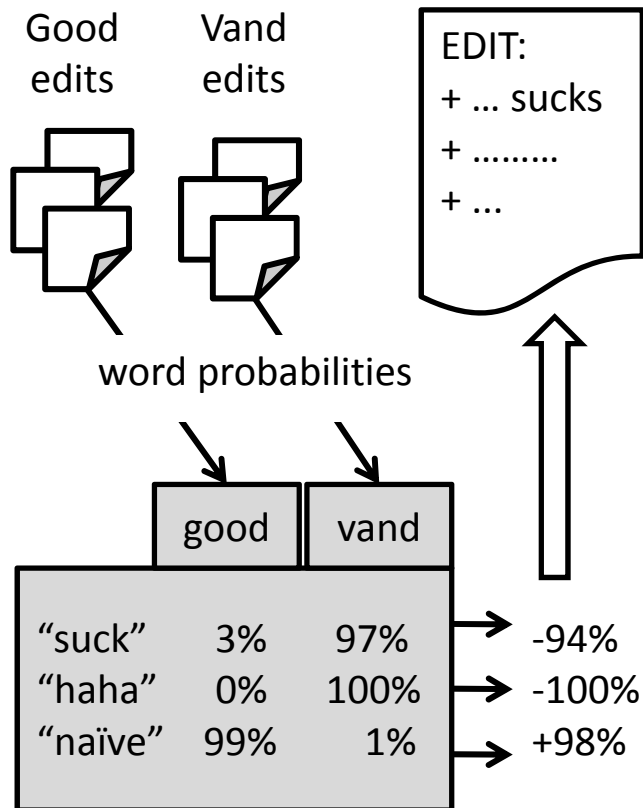 Good edits
Vand edits
EDIT:
+ ... sucks
+ .........
+ ...
word probabilities
good vand
“suck” 3% 97% -94%
“haha” 0% 100% -100%
“naïve” 99% 1% +98%